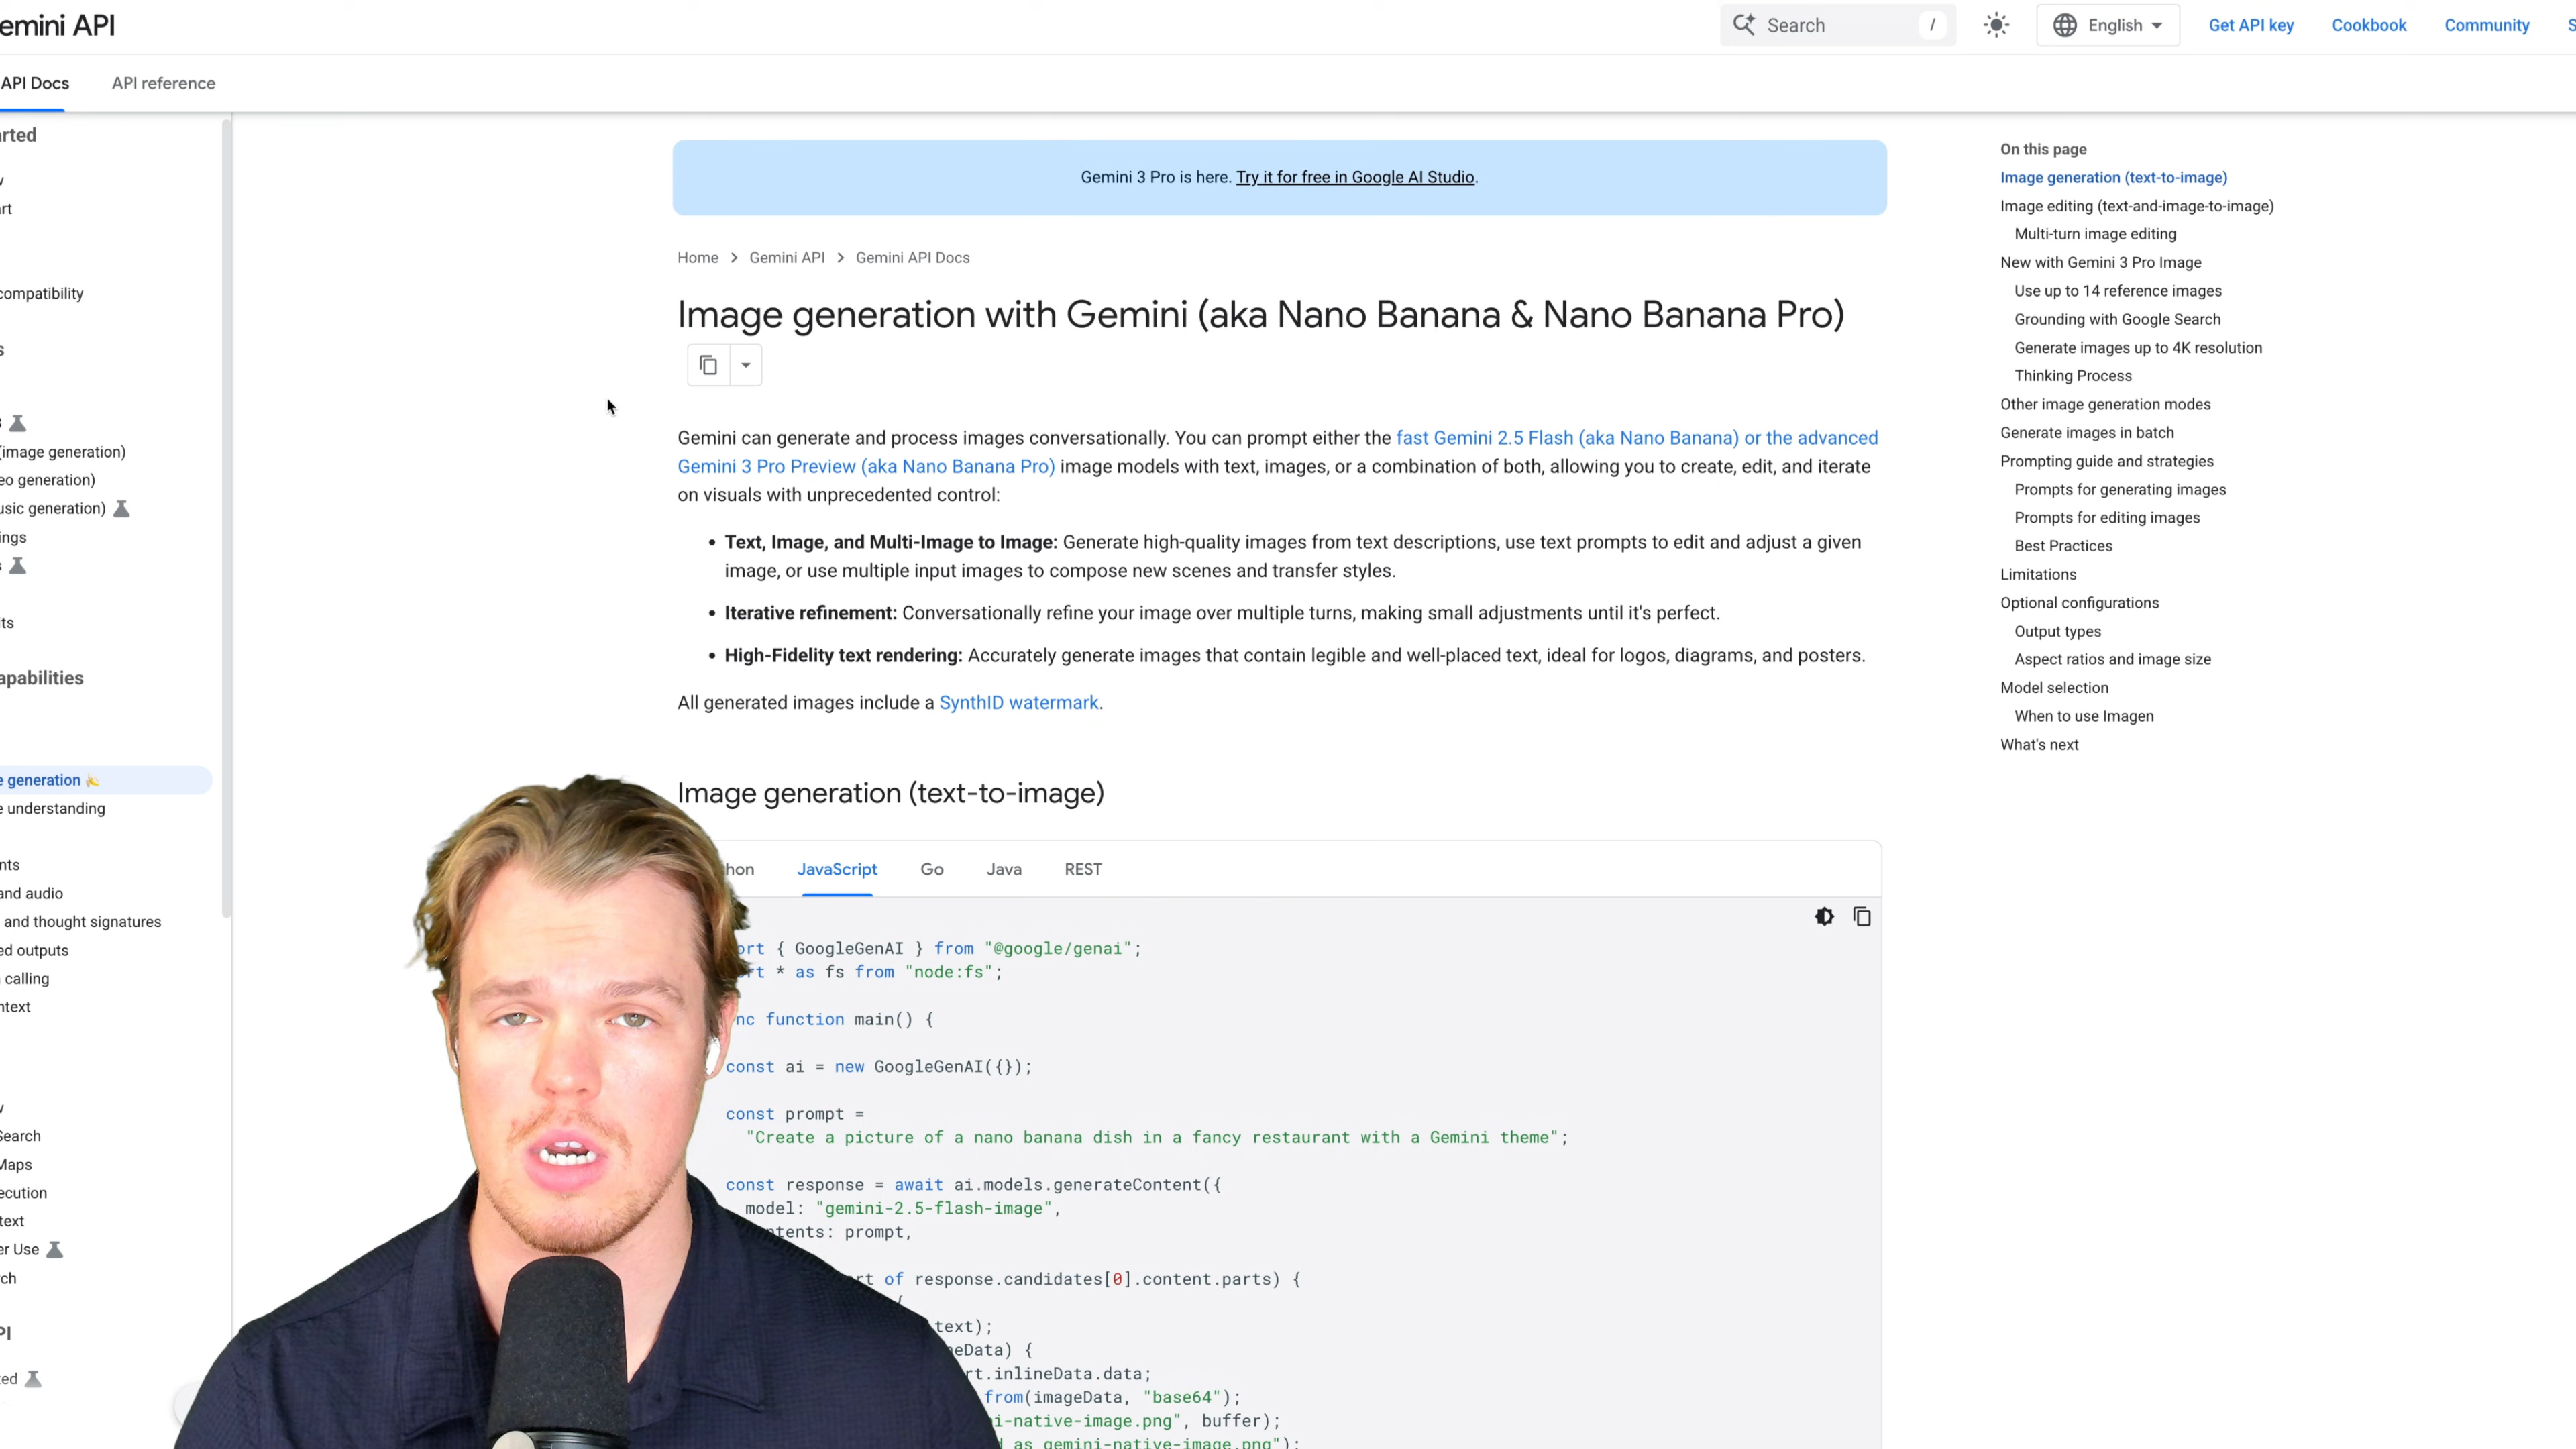 emini API
Search
/
English
Get API key
Cookbook
Community
API Docs
API reference
arted
art
compatibility
(image generation)
eo generation)
usic generation)
ings
ts
apabilities
e generation
e understanding
nts
and audio
and thought signatures
ed outputs
calling
ntext
Search
Maps
ecution
text
er Use
rch
PI
ted
Gemini 3 Pro is here. Try it for free in Google AI Studio.
Home > Gemini API > Gemini API Docs
Image generation with Gemini (aka Nano Banana & Nano Banana Pro)
Gemini can generate and process images conversationally. You can prompt either the fast Gemini 2.5 Flash (aka Nano Banana) or the advanced
Gemini 3 Pro Preview (aka Nano Banana Pro) image models with text, images, or a combination of both, allowing you to create, edit, and iterate
on visuals with unprecedented control:
• Text, Image, and Multi-Image to Image: Generate high-quality images from text descriptions, use text prompts to edit and adjust a given
image, or use multiple input images to compose new scenes and transfer styles.
• Iterative refinement: Conversationally refine your image over multiple turns, making small adjustments until it's perfect.
• High-Fidelity text rendering: Accurately generate images that contain legible and well-placed text, ideal for logos, diagrams, and posters.
All generated images include a SynthID watermark.
Image generation (text-to-image)
hon
JavaScript
Go
Java
REST
ort { GoogleGenAI } from "@google/genai";
rt * as fs from "node:fs";
nc function main() {
const ai = new GoogleGenAI({});
const prompt =
"Create a picture of a nano banana dish in a fancy restaurant with a Gemini theme";
const response = await ai.models.generateContent({
model: "gemini-2.5-flash-image",
ntents: prompt,
rt of response.candidates[0].content.parts) {
{
text);
neData) {
rt.inlineData.data;
from(imageData, "base64");
i-native-image.png", buffer);
as gemini-native-image.png");
On this page
Image generation (text-to-image)
Image editing (text-and-image-to-image)
Multi-turn image editing
New with Gemini 3 Pro Image
Use up to 14 reference images
Grounding with Google Search
Generate images up to 4K resolution
Thinking Process
Other image generation modes
Generate images in batch
Prompting guide and strategies
Prompts for generating images
Prompts for editing images
Best Practices
Limitations
Optional configurations
Output types
Aspect ratios and image size
Model selection
When to use Imagen
What's next